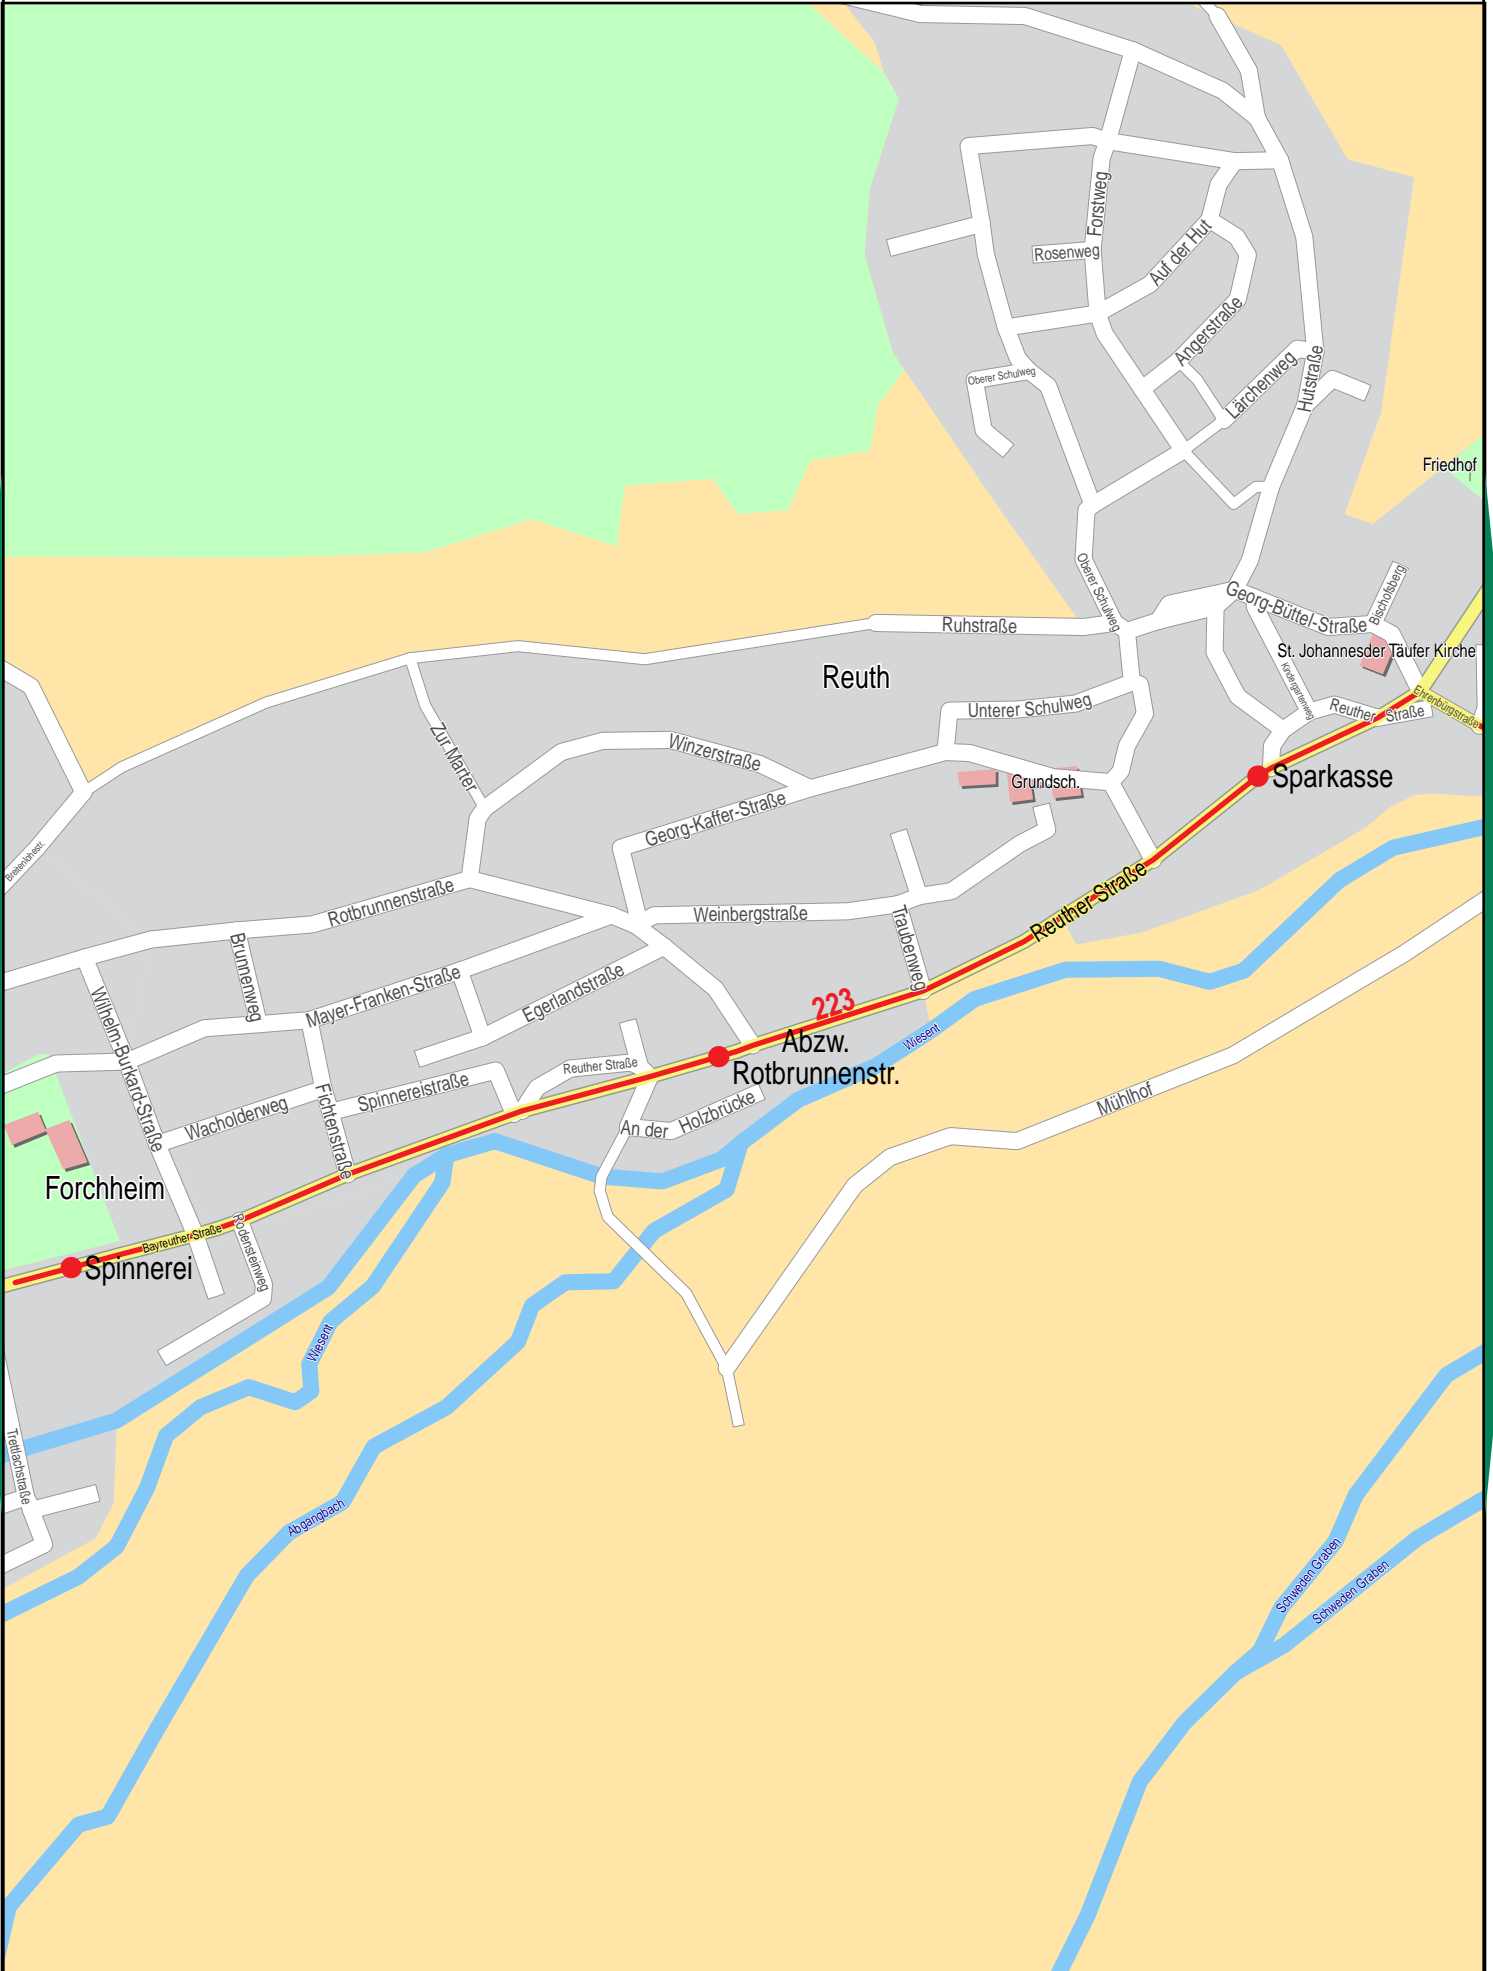 Forstweg
Rosenweg
Auf der Hut
Angerstraße
Lärchenweg
Hutstraße
Oberer Schulweg
Friedhof
Oberer Schulweg
Georg-Büttel-Straße
Bischofsberg
Ruhstraße
St. Johannesder Täufer Kirche
Kindergartenweg
Reuth
Unterer Schulweg
Reuther Straße
Ehrenbürgstraße
Zur Marter
Winzerstraße
Grundsch.
Sparkasse
Georg-Kaffer-Straße
Breitenlohestr.
Rotbrunnenstraße
Weinbergstraße
Reuther Straße
Traubenweg
Brunnenweg
Mayer-Franken-Straße
Egerlandstraße
223
Wilhelm-Burkard-Straße
Abzw.
Rotbrunnenstr.
Wiesent
Reuther Straße
Spinnereistraße
Fichtenstraße
Wacholderweg
An der Holzbrücke
Mühlhof
Forchheim
Bayreuther Straße
Rodensteinweg
Spinnerei
Wiesent
Trettlachstraße
Abgangbach
Schweden Graben
Schweden Graben